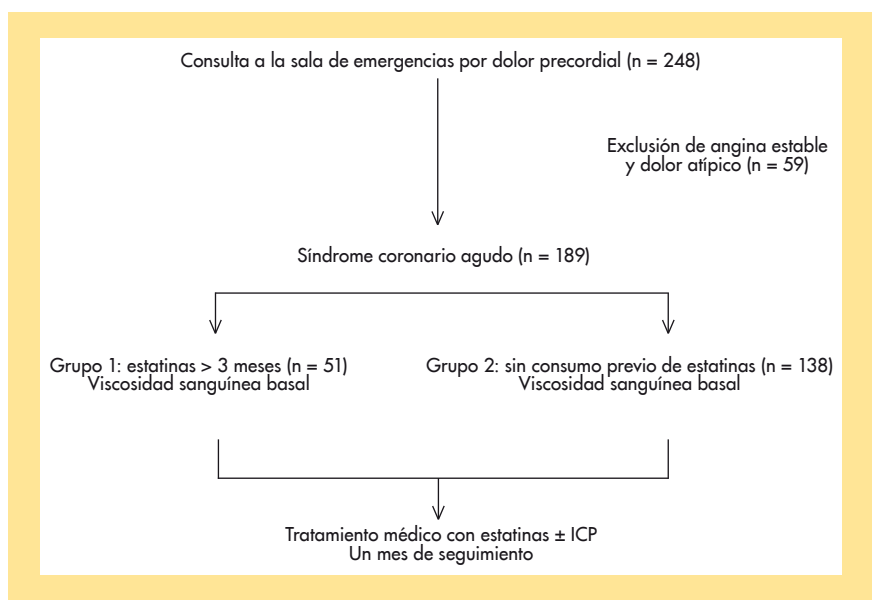 Consulta a la sala de emergencias por dolor precordial (n = 248)
Exclusión de angina estable
y dolor atípico (n = 59)
Síndrome coronario agudo (n = 189)
Grupo 1: estatinas > 3 meses (n = 51)
Viscosidad sanguínea basal
Grupo 2: sin consumo previo de estatinas (n = 138)
Viscosidad sanguínea basal
Tratamiento médico con estatinas ± ICP
Un mes de seguimiento